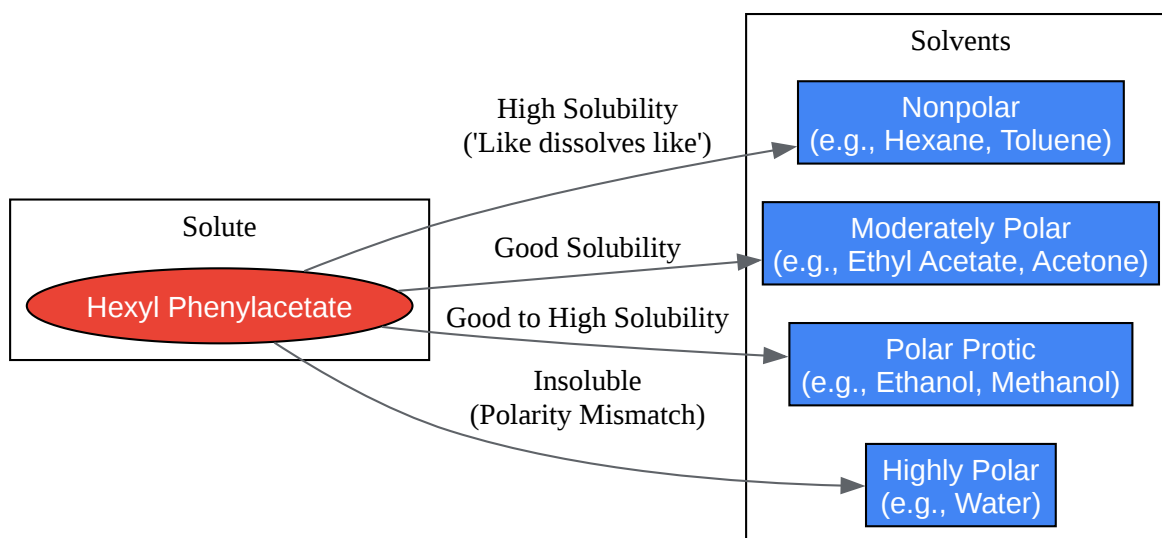 Solvents
Nonpolar
(e.g., Hexane, Toluene)
High Solubility
('Like dissolves like')
Solute
Moderately Polar
(e.g., Ethyl Acetate, Acetone)
Good Solubility
Hexyl Phenylacetate
Good to High Solubility
Polar Protic
(e.g., Ethanol, Methanol)
Insoluble
(Polarity Mismatch)
Highly Polar
(e.g., Water)